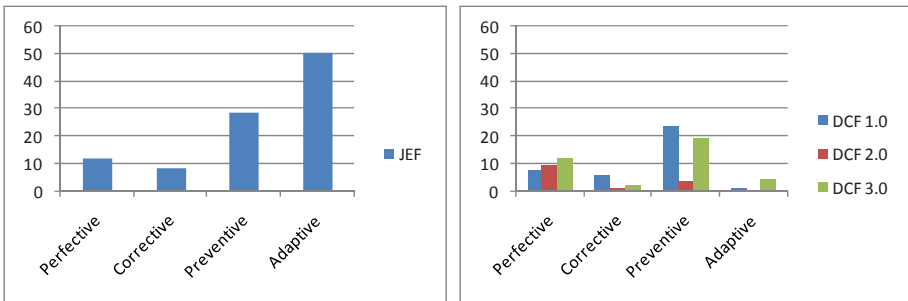 60
50
40
30
20
10
0
Perfective
Corrective
Preventive
Adaptive
JEF
60
50
40
30
20
10
0
Perfective
Corrective
Preventive
Adaptive
DCF 1.0
DCF 2.0
DCF 3.0